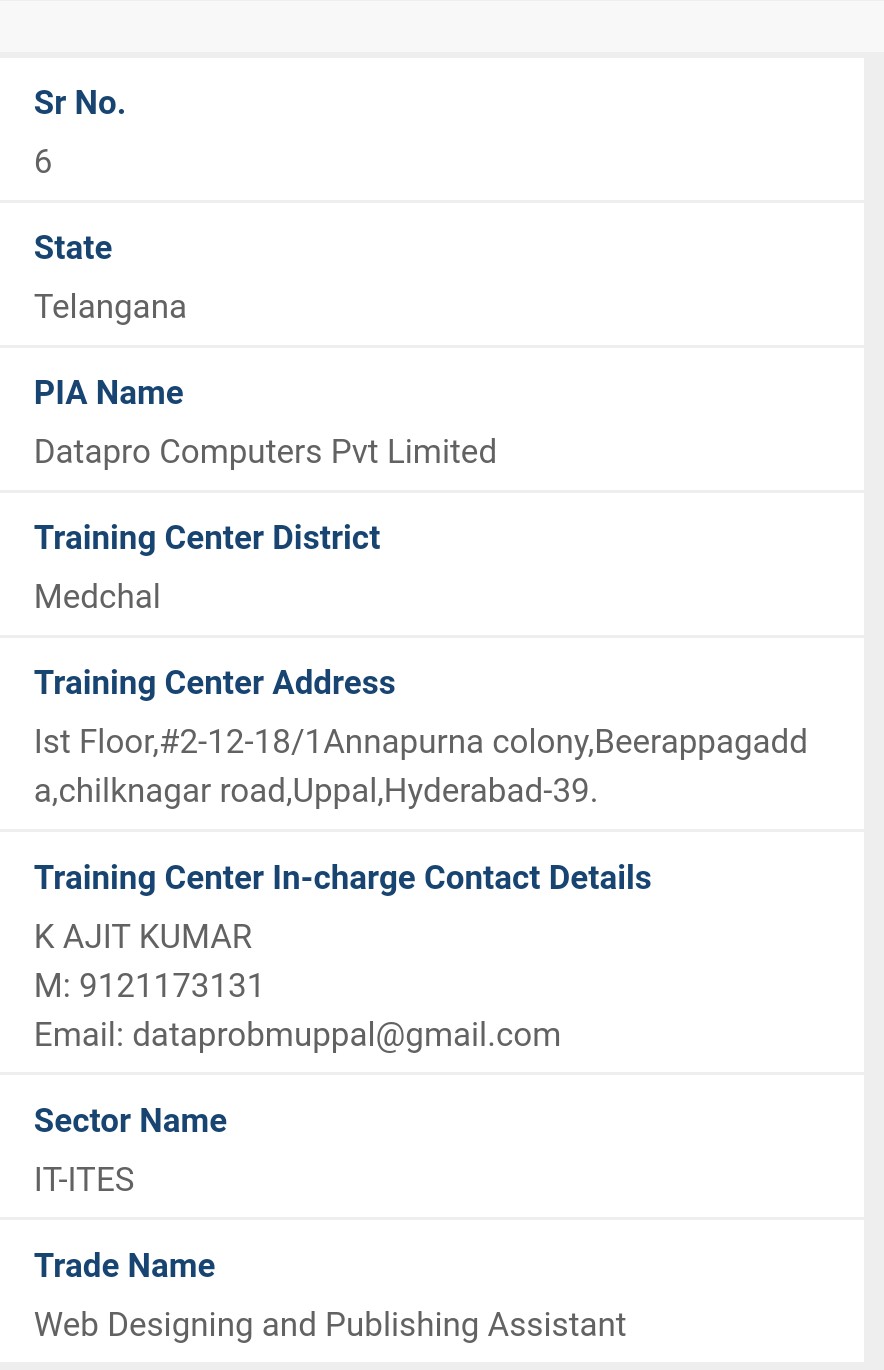 Sr No.
6
State
Telangana
PIA Name
Datapro Computers Pvt Limited
Training Center District
Medchal
Training Center Address
Ist Floor,#2-12-18/1Annapurna colony,Beerappagadd
a,chilknagar road,Uppal,Hyderabad-39.
Training Center In-charge Contact Details
K AJIT KUMAR
M: 9121173131
Email: dataprobmuppal@gmail.com
Sector Name
IT-ITES
Trade Name
Web Designing and Publishing Assistant